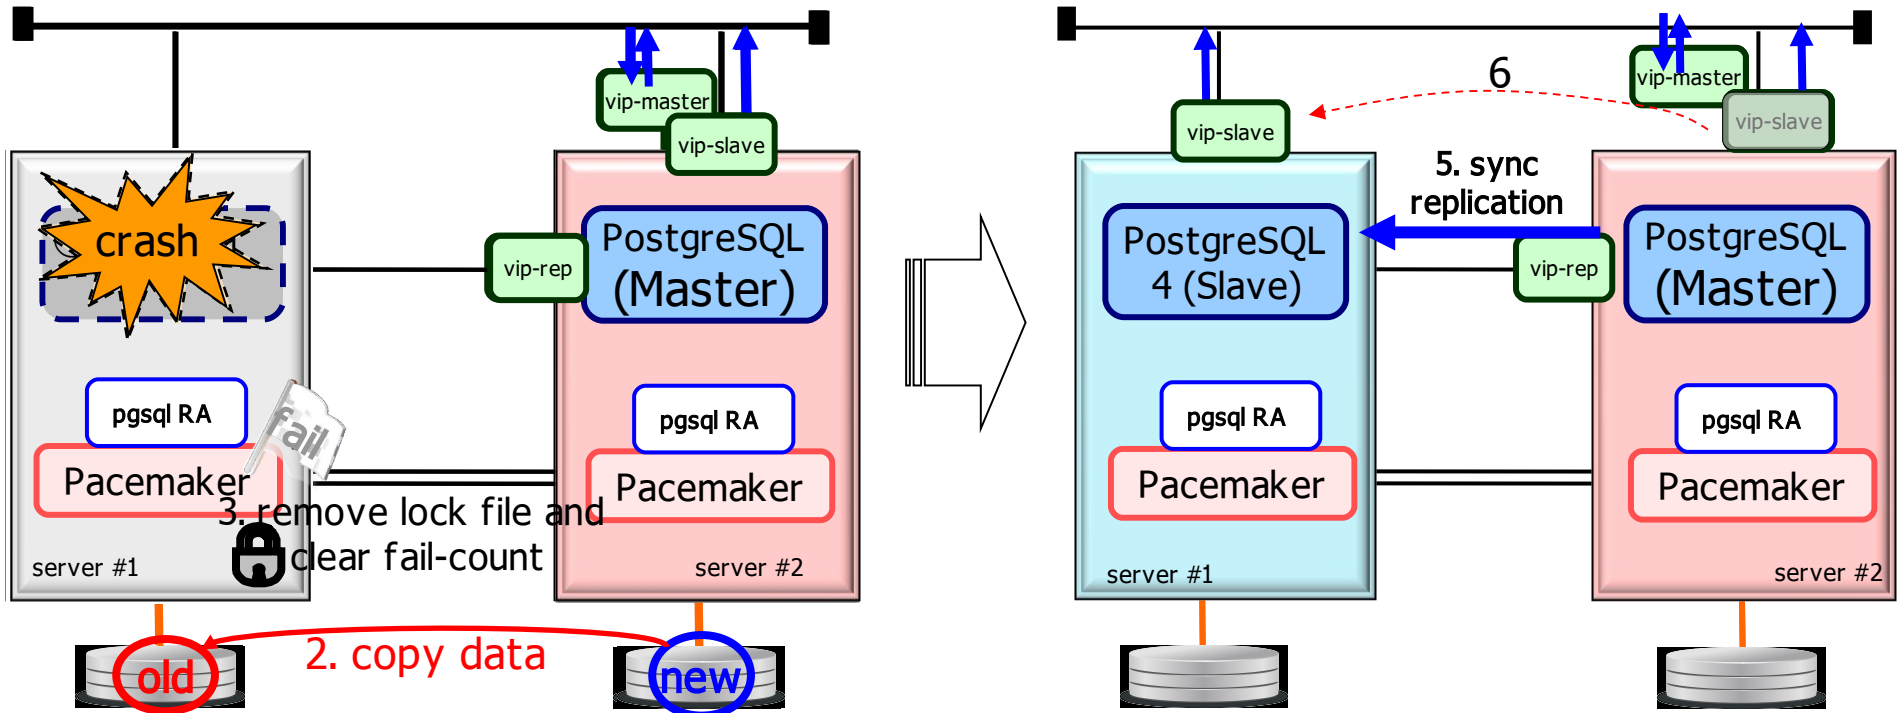 vip-master
vip-slave
crash
PostgreSQL
(Master)
vip-rep
pgsql RA
fail
Pacemaker
pgsql RA
Pacemaker
3. remove lock file and
clear fail-count
server #1
server #2
2. copy data
old
new
6
vip-master
vip-slave
vip-slave
5. sync
replication
PostgreSQL
4 (Slave)
PostgreSQL
(Master)
vip-rep
pgsql RA
Pacemaker
pgsql RA
Pacemaker
server #1
server #2